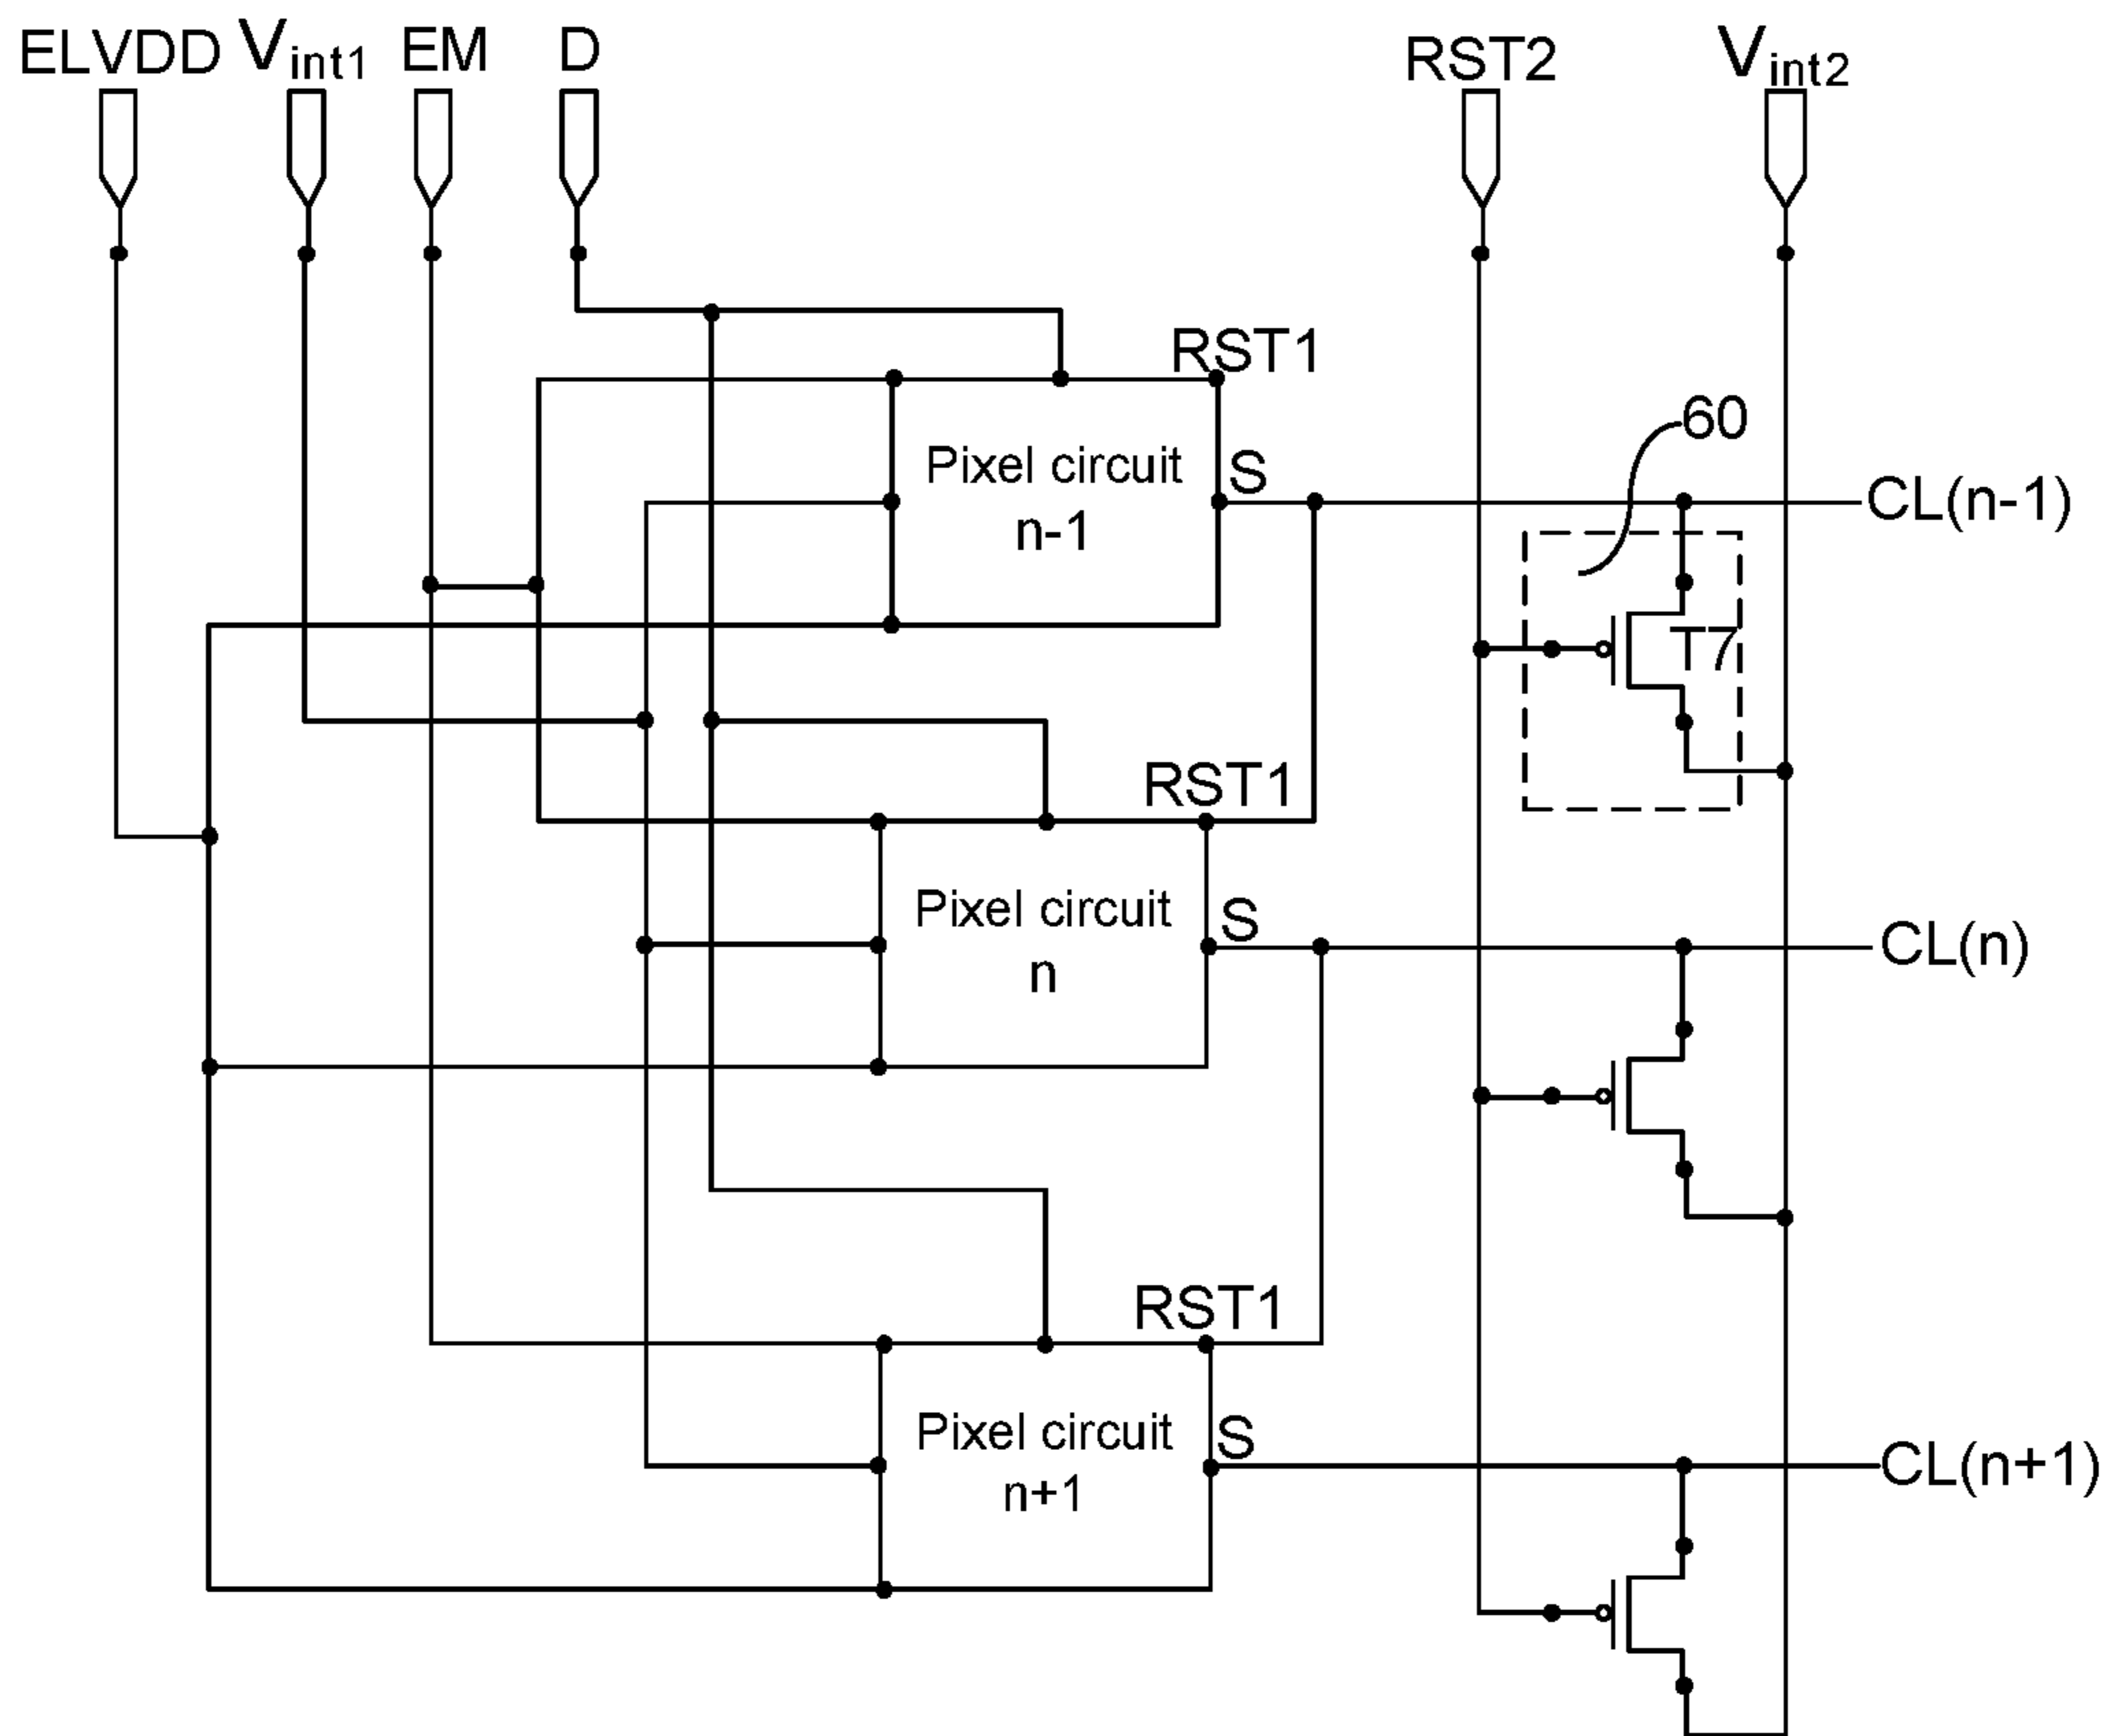 ELVDD
Vint1
EM
D
RST2
Vint2
RST1
Pixel circuit
n-1
S
60
CL(n-1)
T7
RST1
Pixel circuit
n
S
CL(n)
RST1
Pixel circuit
n+1
S
CL(n+1)